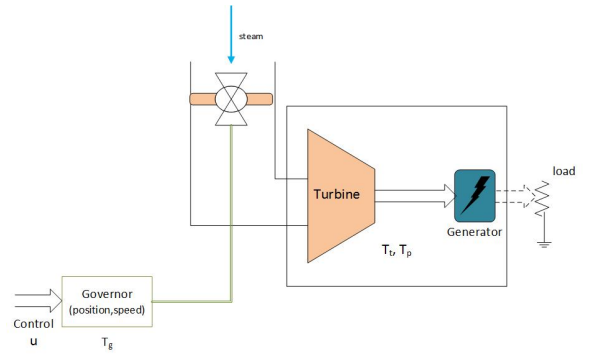 steam
Turbine
load
Generator
Tt, Tp
Governor
(position,speed)
Control
u
Tg